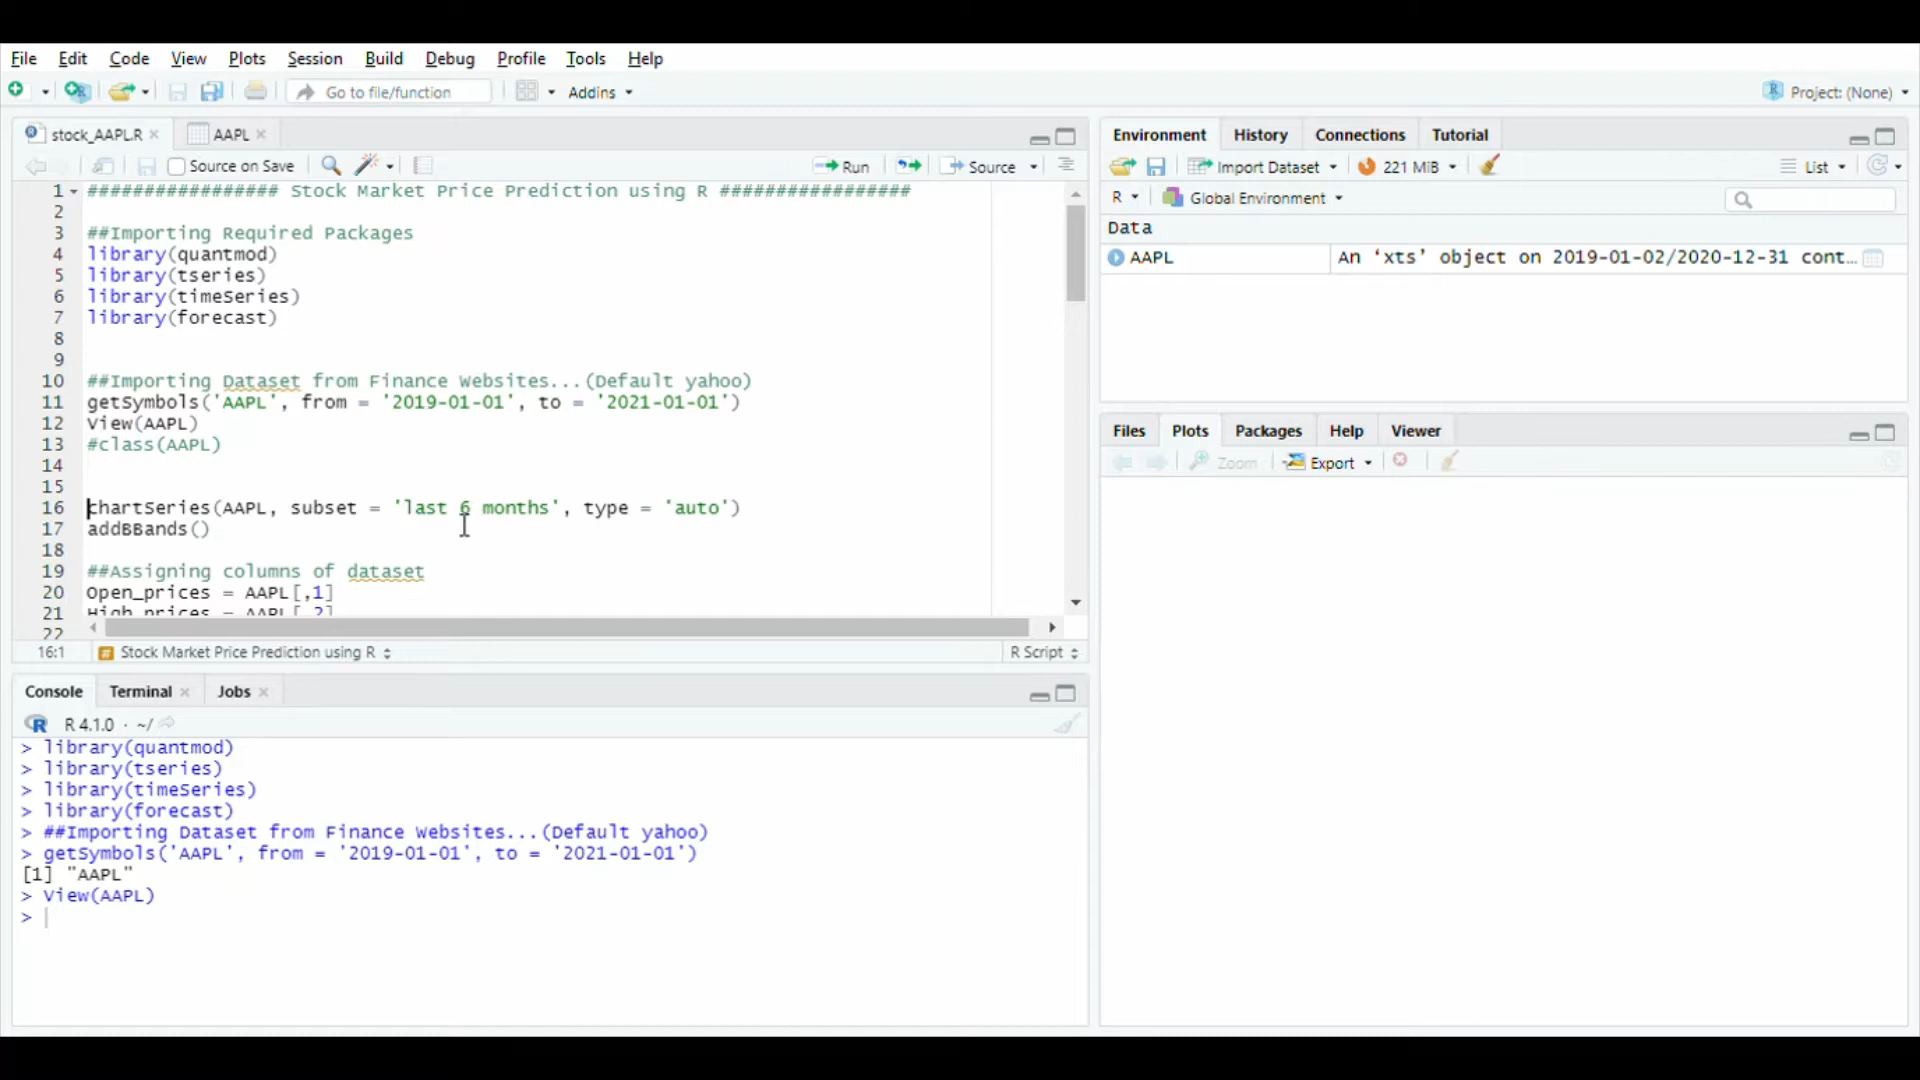 File Edit Code View Plots Session Build Debug Profile Tools Help
Go to file/function Addins Project: (None)
stock_AAPL.R AAPL
Source on Save Run Source
1 ################# Stock Market Price Prediction using R #################
2
3 ##Importing Required Packages
4 library(quantmod)
5 library(tseries)
6 library(timeSeries)
7 library(forecast)
8
9
10 ##Importing Dataset from Finance Websites...(Default yahoo)
11 getSymbols('AAPL', from = '2019-01-01', to = '2021-01-01')
12 View(AAPL)
13 #class(AAPL)
14
15
16 chartSeries(AAPL, subset = 'last 6 months', type = 'auto')
17 addBBands()
18
19 ##Assigning columns of dataset
20 Open_prices = AAPL[,1]
21 High_prices = AAPL[,2]
22
16:1 Stock Market Price Prediction using R R Script
Console Terminal Jobs
R 4.1.0 · ~/
> library(quantmod)
> library(tseries)
> library(timeSeries)
> library(forecast)
> ##Importing Dataset from Finance Websites...(Default yahoo)
> getSymbols('AAPL', from = '2019-01-01', to = '2021-01-01')
[1] "AAPL"
> View(AAPL)
>
Environment History Connections Tutorial
Import Dataset 221 MiB List
R Global Environment
Data
AAPL An ‘xts’ object on 2019-01-02/2020-12-31 cont…
Files Plots Packages Help Viewer
Zoom Export